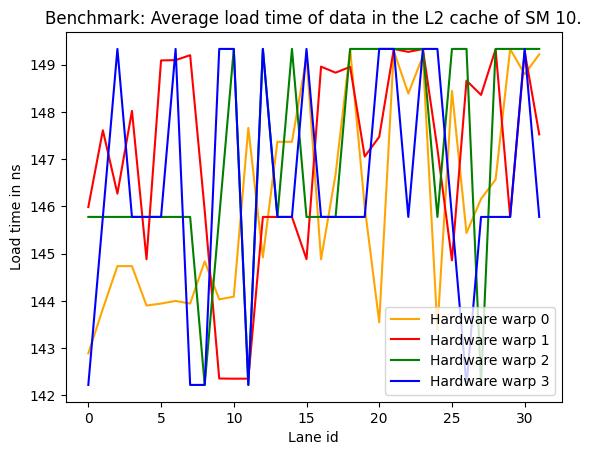 Benchmark: Average load time of data in the L2 cache of SM 10.
Load time in ns
149
148
147
146
145
144
143
142
0 5 10 15 20 25 30
Lane id
Hardware warp 0
Hardware warp 1
Hardware warp 2
Hardware warp 3